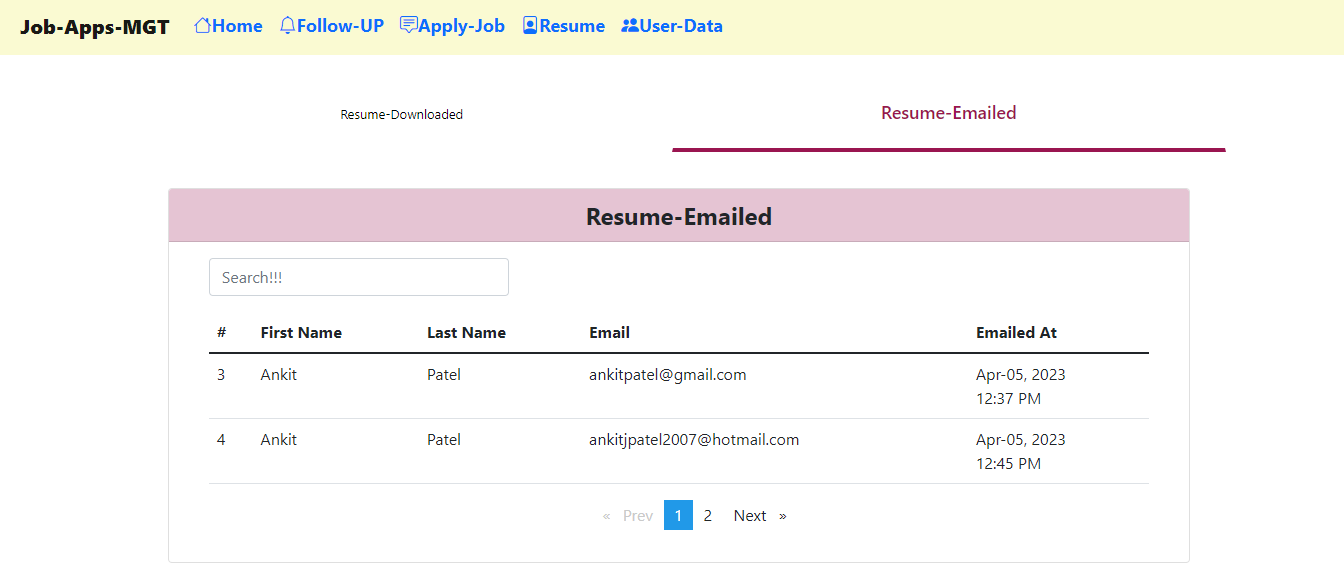 Job-Apps-MGT Home Follow-UP Apply-Job Resume User-Data
Resume-Downloaded Resume-Emailed
Resume-Emailed
Search!!!
# First Name Last Name Email Emailed At
3 Ankit Patel ankitpatel@gmail.com Apr-05, 2023
12:37 PM
4 Ankit Patel ankitjpatel2007@hotmail.com Apr-05, 2023
12:45 PM
« Prev 1 2 Next »